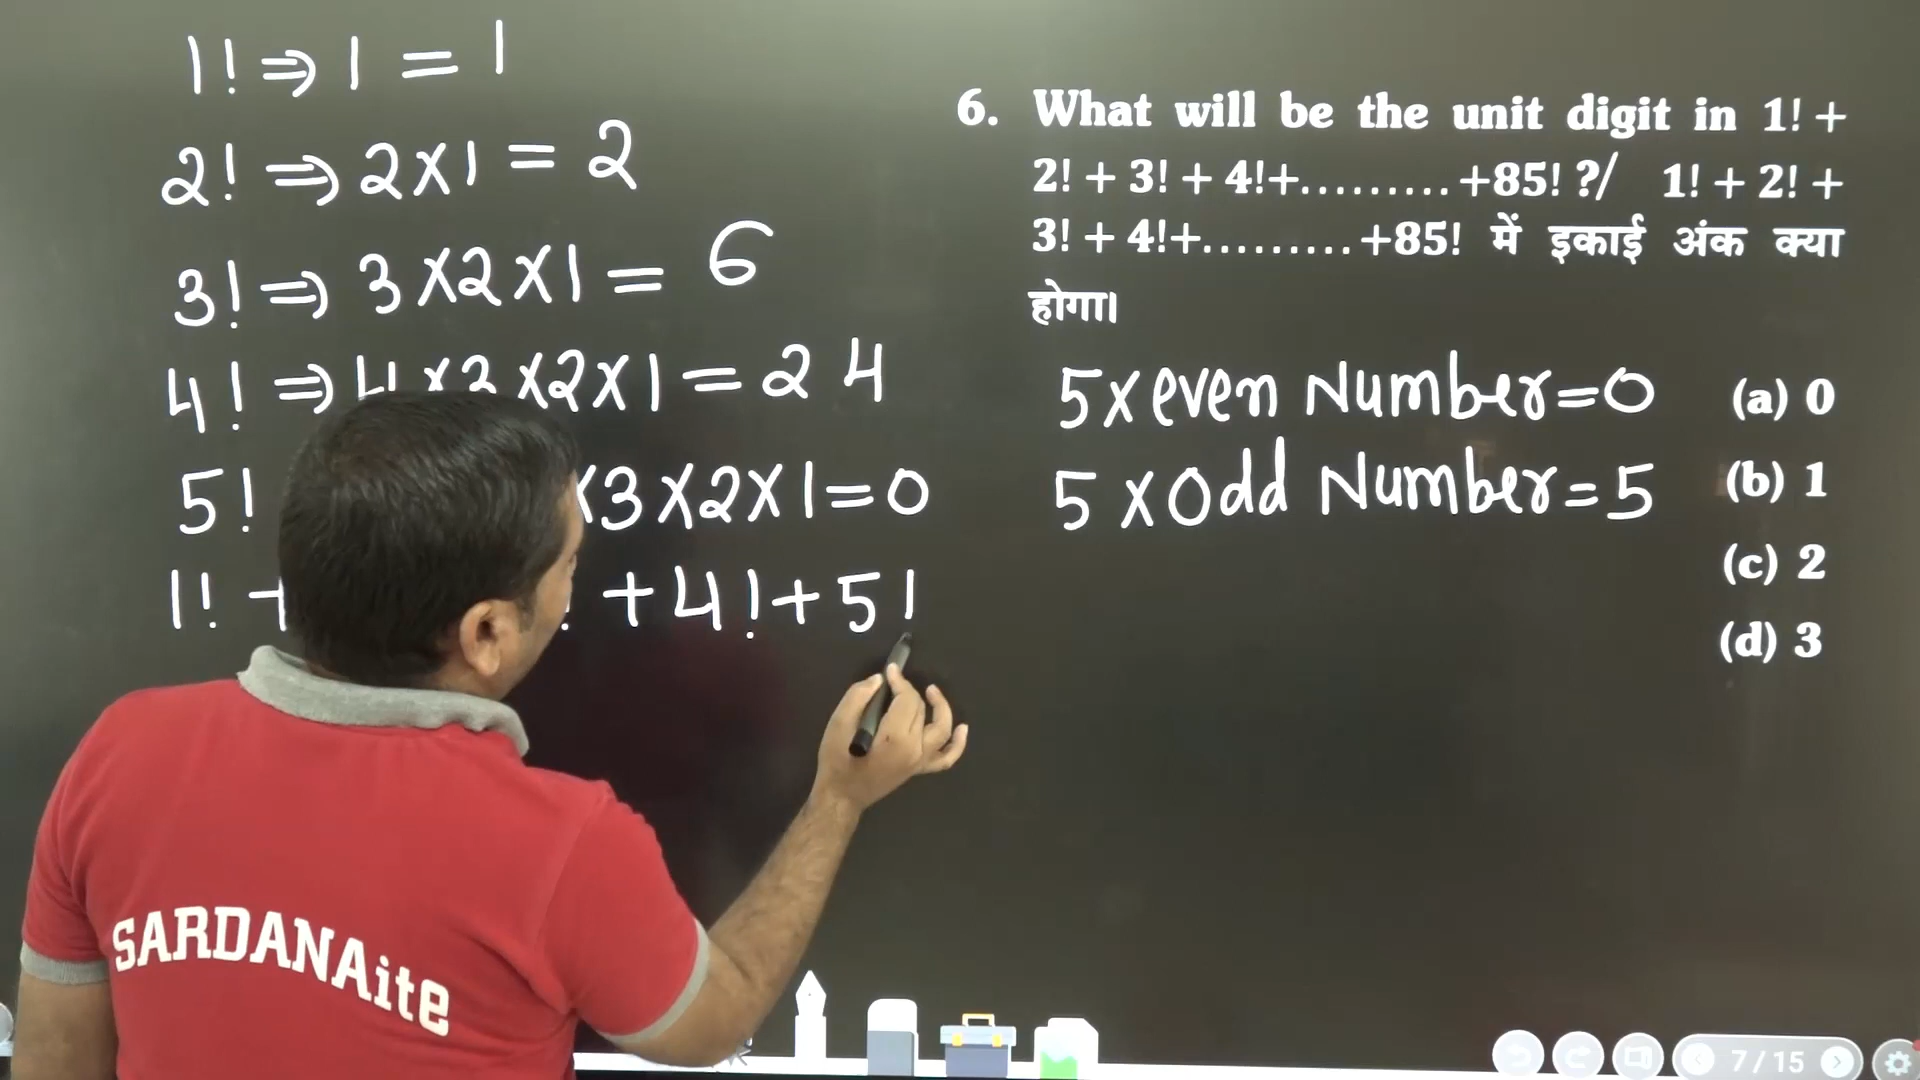 1! ⇒ 1 = 1
2! ⇒ 2×1 = 2
3! ⇒ 3×2×1 = 6
4! ⇒ 4×3×2×1 = 24
5! ×3×2×1=0
1! + + 4! + 5!
6. What will be the unit digit in 1! +
2! + 3! + 4!+.........+85! ?/ 1! + 2! +
3! + 4!+.........+85! में इकाई अंक क्या
होगा।
5×even Number=0
5×Odd Number=5
(a) 0
(b) 1
(c) 2
(d) 3
SARDANAite
7/15